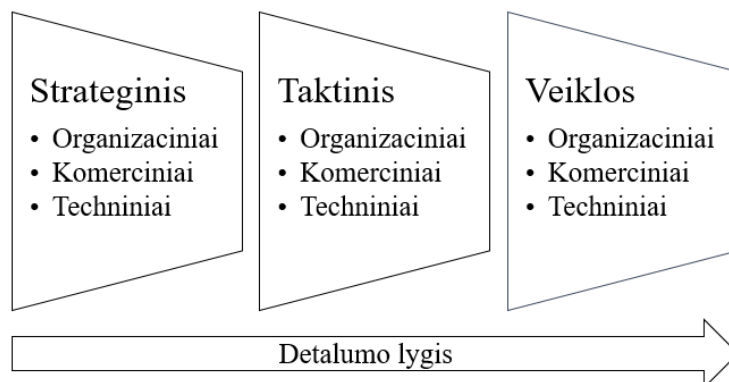 Strateginis
• Organizaciniai
• Komerciniai
• Techniniai
Taktinis
• Organizaciniai
• Komerciniai
• Techniniai
Veiklos
• Organizaciniai
• Komerciniai
• Techniniai
Detalumo lygis